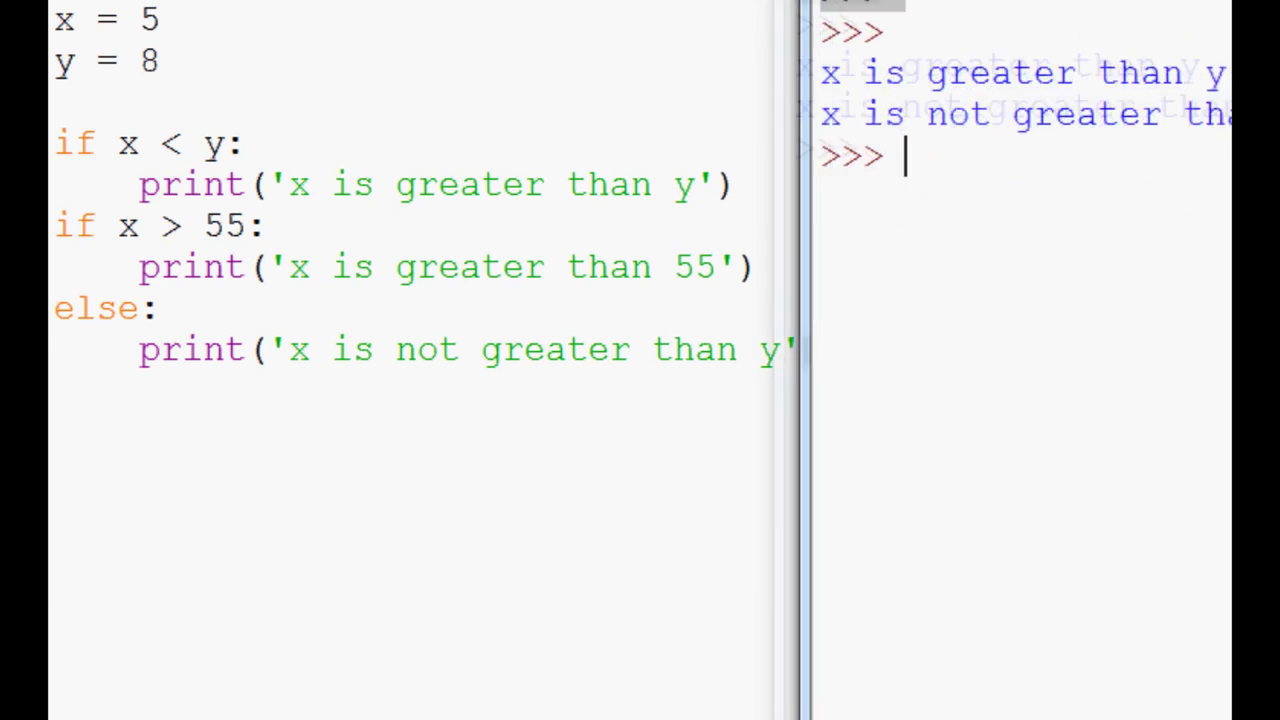 x = 5
y = 8
if x < y:
    print('x is greater than y')
if x > 55:
    print('x is greater than 55')
else:
    print('x is not greater than y'
>>>
x is greater than y
x is not greater
>>>